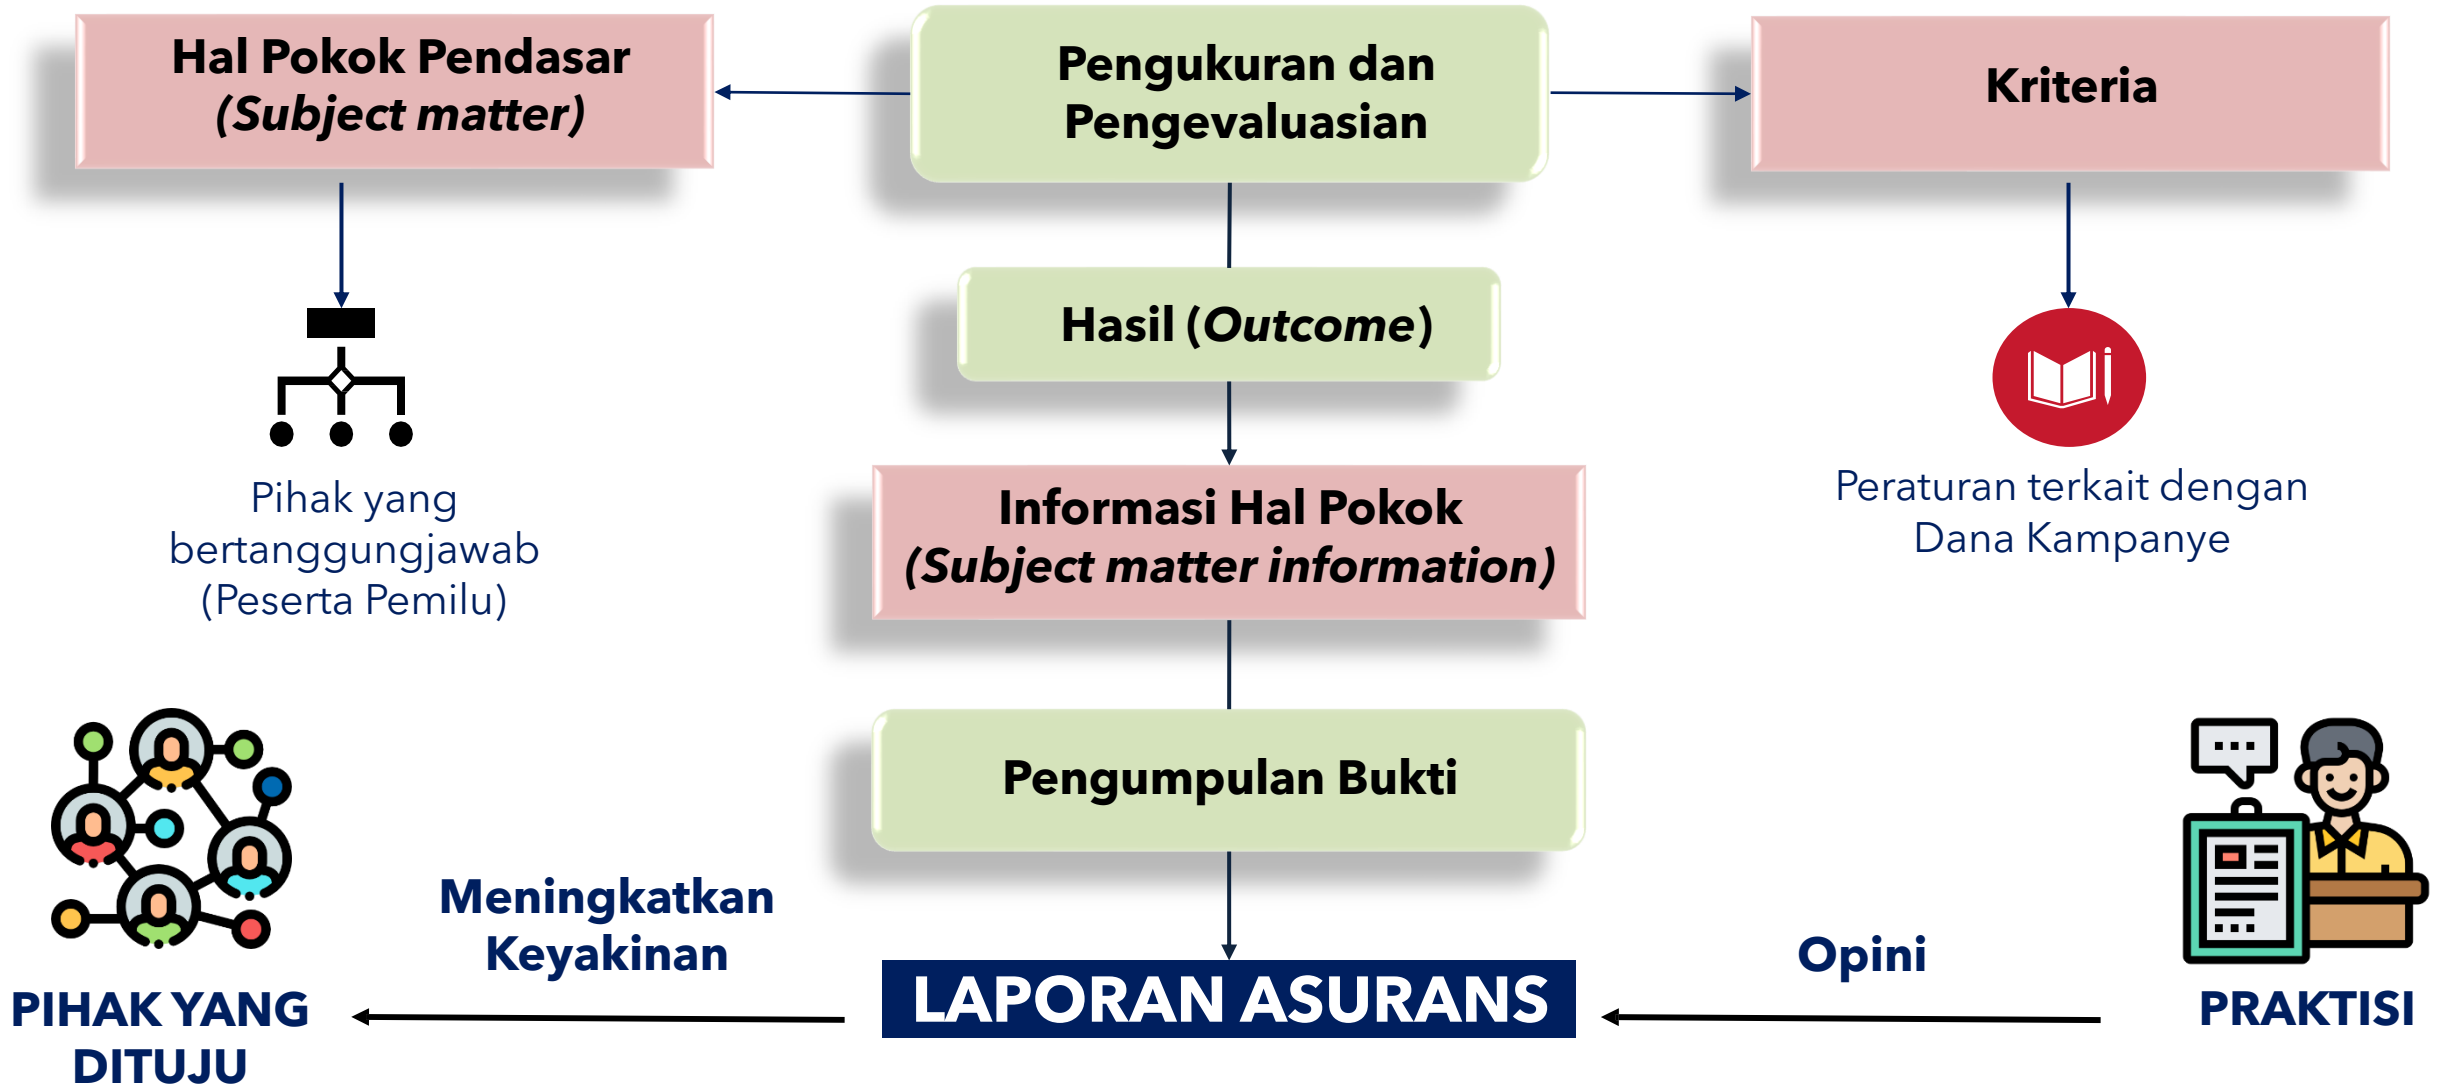 Hal Pokok Pendasar
(Subject matter)
Pengukuran dan
Pengevaluasian
Kriteria
Hasil (Outcome)
Pihak yang
bertanggungjawab
(Peserta Pemilu)
Informasi Hal Pokok
(Subject matter information)
Peraturan terkait dengan
Dana Kampanye
Pengumpulan Bukti
Meningkatkan
Keyakinan
Opini
LAPORAN ASURANS
PIHAK YANG
DITUJU
PRAKTISI